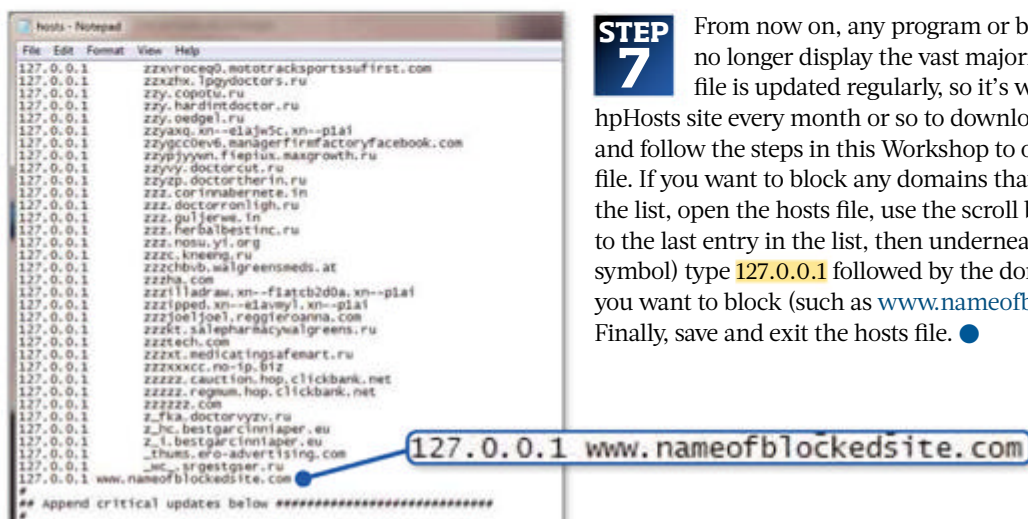 hosts - Notepad
File Edit Format View Help
127.0.0.1 zzxvroceq0.mototracksportssufirst.com
127.0.0.1 zzxzhx.lpgydoctors.ru
127.0.0.1 zzy.copotu.ru
127.0.0.1 zzy.hardintdoctor.ru
127.0.0.1 zzy.oedgel.ru
127.0.0.1 zzyaxq.xn--e1ajw5c.xn--p1ai
127.0.0.1 zzygcc0ev6.managerfirmfactoryfacebook.com
127.0.0.1 zzypjyywn.fiepiux.maxgrowth.ru
127.0.0.1 zzyvy.doctorcut.ru
127.0.0.1 zzyzp.doctortherin.ru
127.0.0.1 zzz.corinnabernete.in
127.0.0.1 zzz.doctorronligh.ru
127.0.0.1 zzz.guljerwe.in
127.0.0.1 zzz.herbalbestinc.ru
127.0.0.1 zzz.nosu.yi.org
127.0.0.1 zzzc.kneeng.ru
127.0.0.1 zzzchbvb.walgreensmeds.at
127.0.0.1 zzzha.com
127.0.0.1 zzzilladraw.xn--f1atcb2d0a.xn--p1ai
127.0.0.1 zzzipped.xn--e1avmyl.xn--p1ai
127.0.0.1 zzzjoeljoel.reggieroanna.com
127.0.0.1 zzzkt.salepharmacywalgreens.ru
127.0.0.1 zzztech.com
127.0.0.1 zzzxt.medicatingsafemart.ru
127.0.0.1 zzzxxxcc.no-ip.biz
127.0.0.1 zzzzz.cauction.hop.clickbank.net
127.0.0.1 zzzzz.regmum.hop.clickbank.net
127.0.0.1 zzzzzz.com
127.0.0.1 z_fka.doctorvyzv.ru
127.0.0.1 z_hc.bestgarcinniaper.eu
127.0.0.1 z_i.bestgarcinniaper.eu
127.0.0.1 _thums.ero-advertising.com
127.0.0.1 _wc_.srgestgser.ru
127.0.0.1 www.nameofblockedsite.com
#
## Append critical updates below ##############################
#
127.0.0.1 www.nameofblockedsite.com
STEP
7
From now on, any program or b
no longer display the vast major
file is updated regularly, so it's w
hpHosts site every month or so to downlo
and follow the steps in this Workshop to o
file. If you want to block any domains tha
the list, open the hosts file, use the scroll b
to the last entry in the list, then undernea
symbol) type 127.0.0.1 followed by the do
you want to block (such as www.nameofb
Finally, save and exit the hosts file.